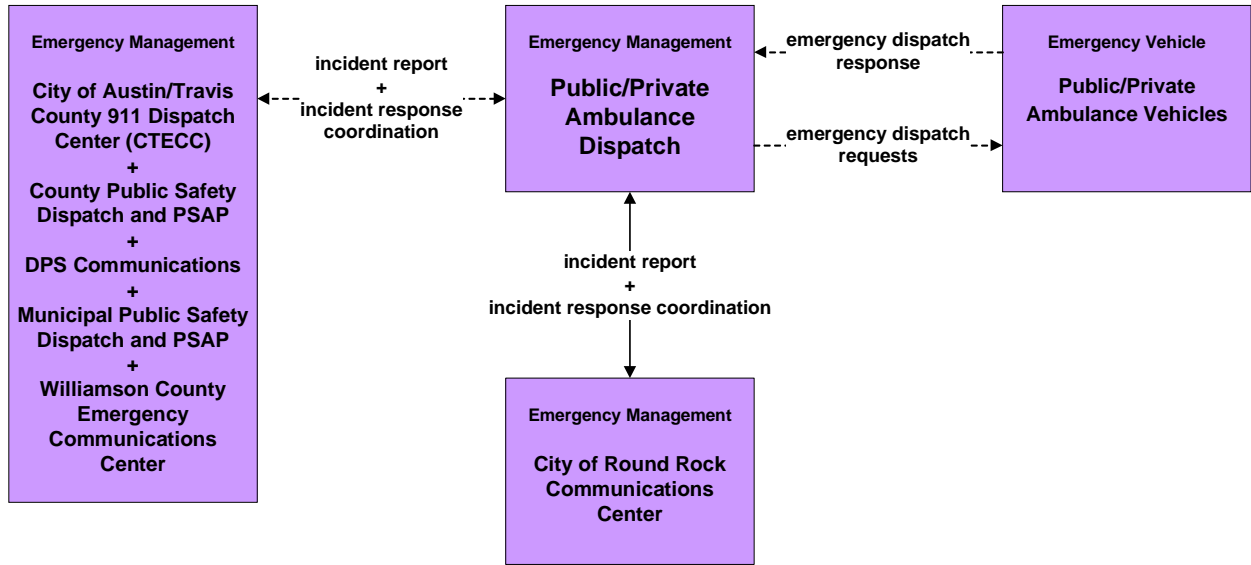 Emergency Management
City of Austin/Travis
County 911 Dispatch
Center (CTECC)
+
County Public Safety
Dispatch and PSAP
+
DPS Communications
+
Municipal Public Safety
Dispatch and PSAP
+
Williamson County
Emergency
Communications
Center
incident report
+
incident response
coordination
Emergency Management
Public/Private
Ambulance
Dispatch
emergency dispatch
response
emergency dispatch
requests
Emergency Vehicle
Public/Private
Ambulance Vehicles
incident report
+
incident response coordination
Emergency Management
City of Round Rock
Communications
Center